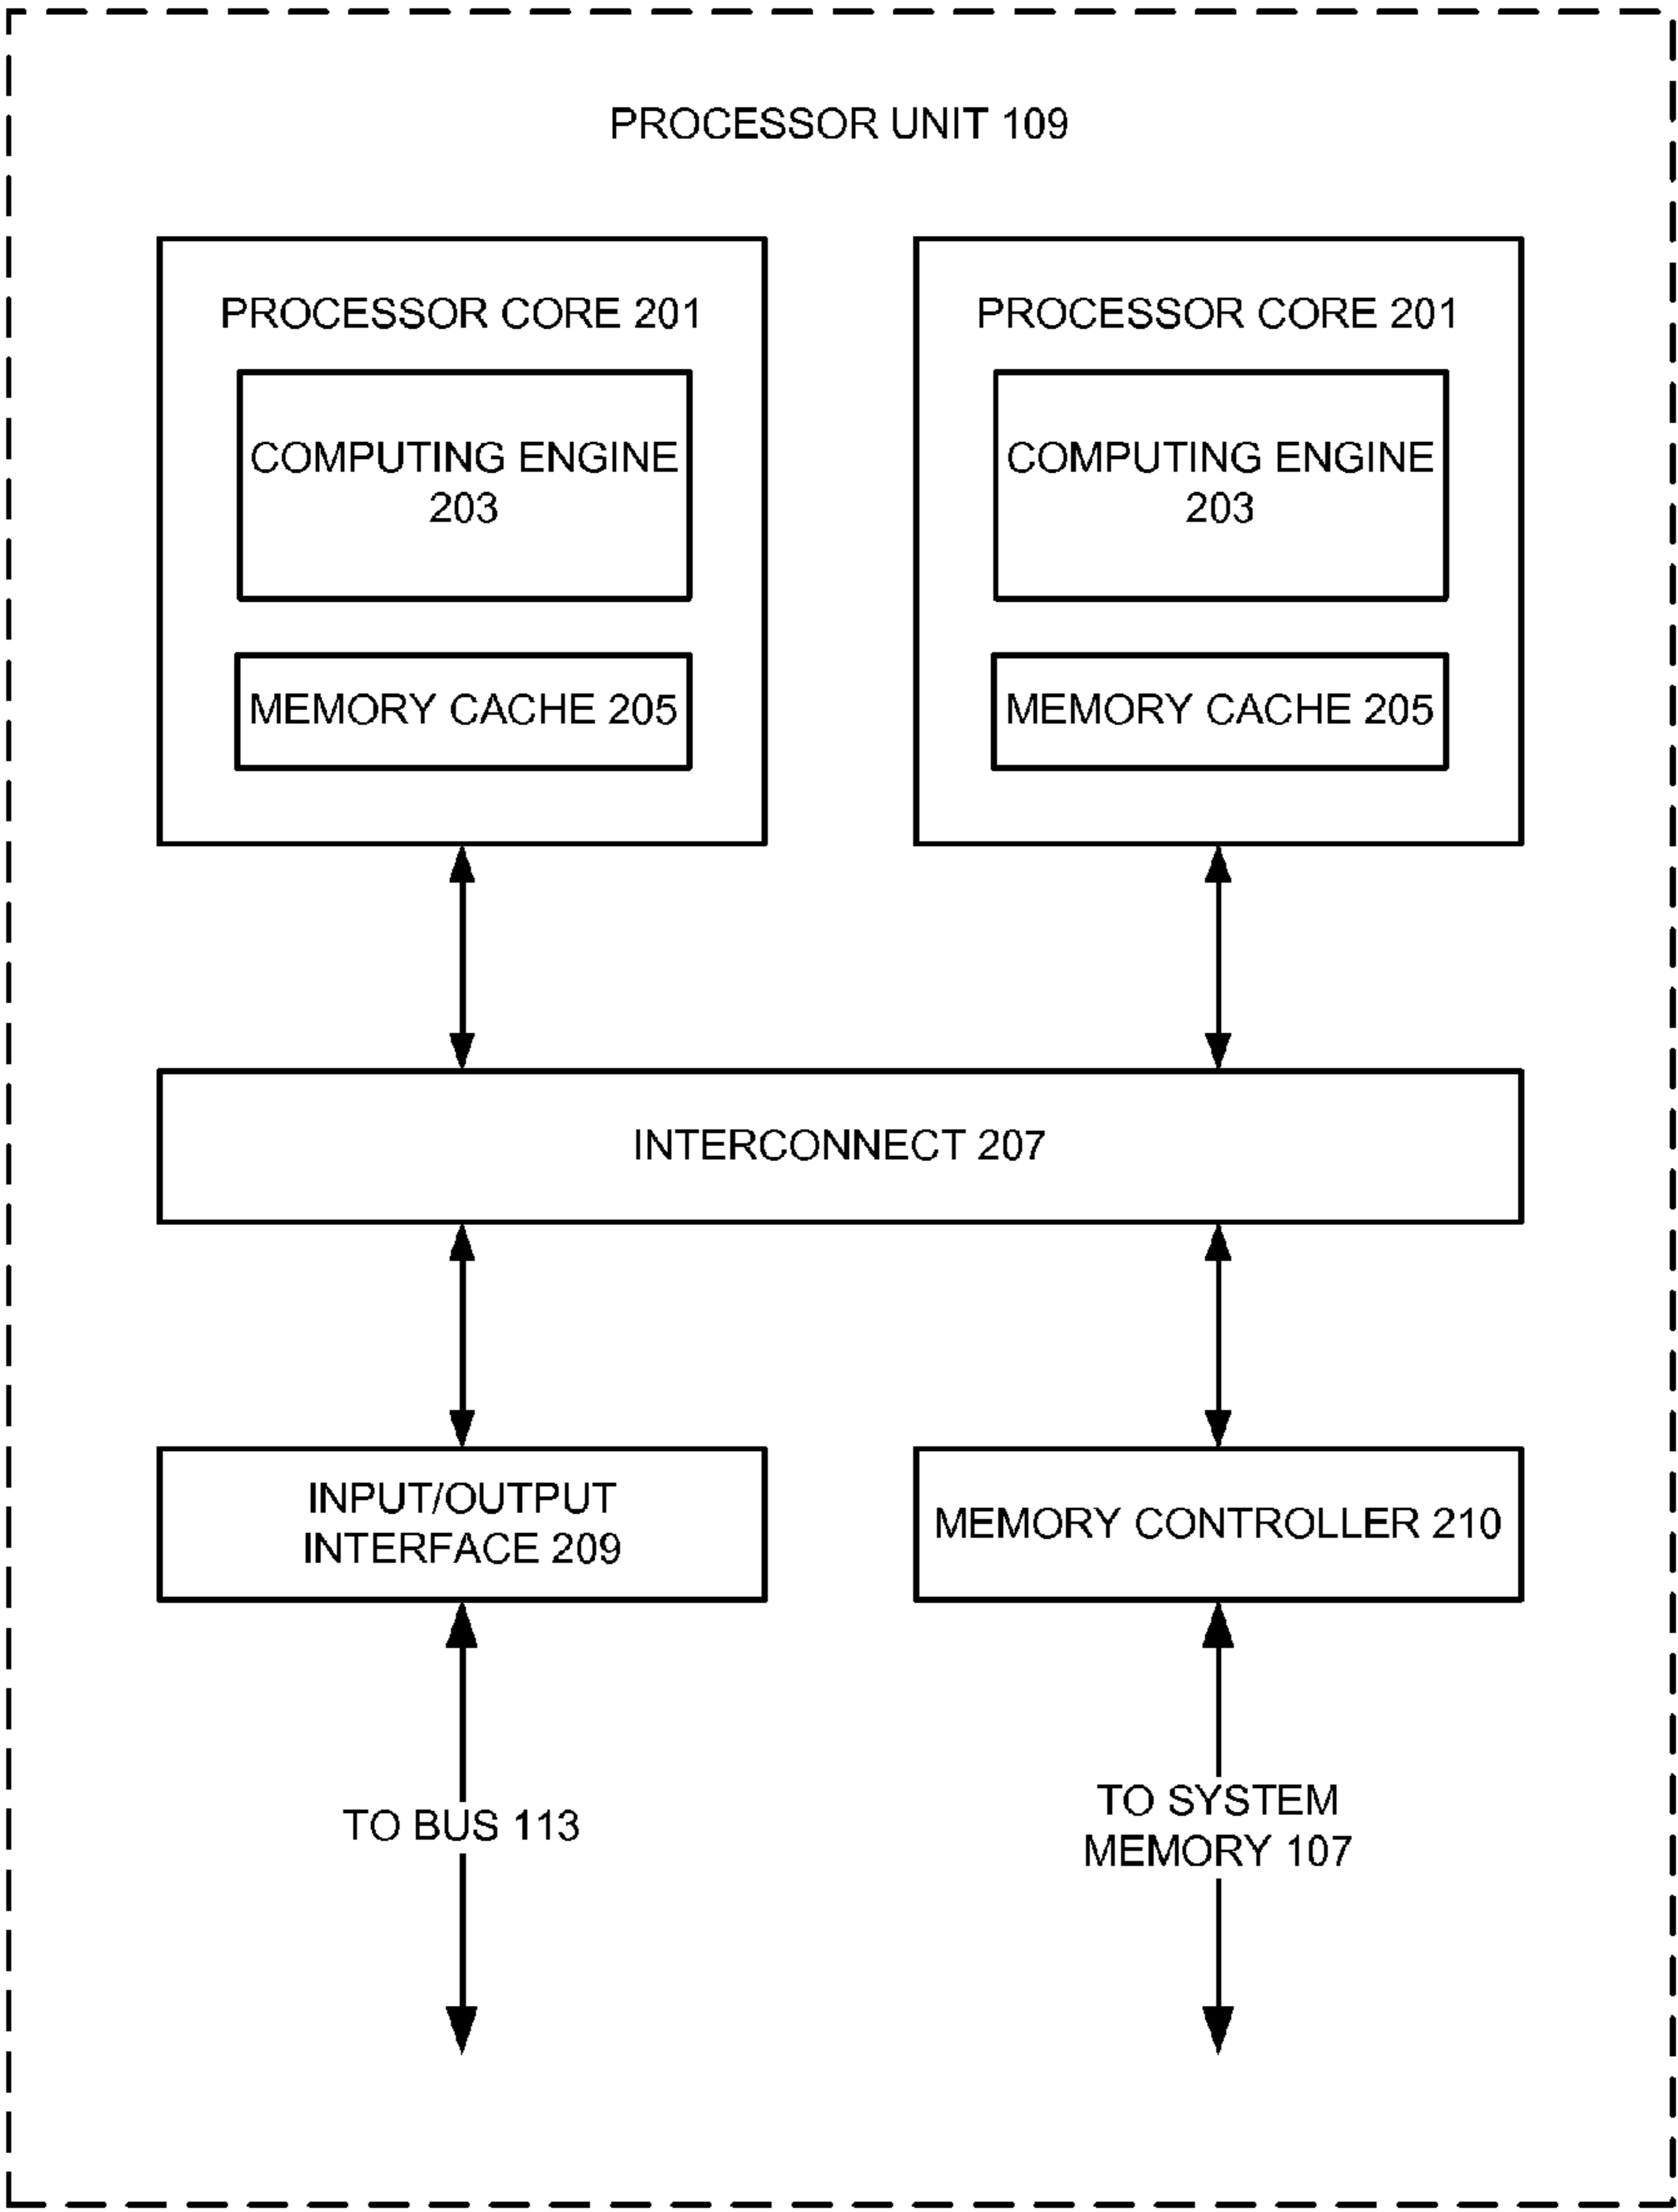 PROCESSOR UNIT 109
PROCESSOR CORE 201
COMPUTING ENGINE
203
MEMORY CACHE 205
PROCESSOR CORE 201
COMPUTING ENGINE
203
MEMORY CACHE 205
INTERCONNECT 207
INPUT/OUTPUT
INTERFACE 209
MEMORY CONTROLLER 210
TO BUS 113
TO SYSTEM
MEMORY 107